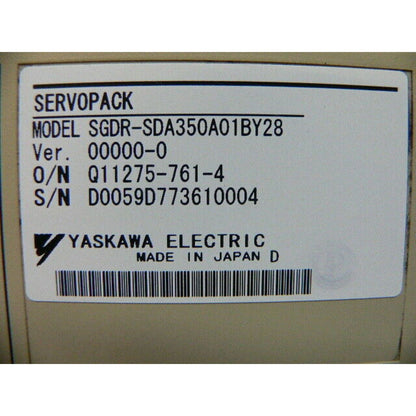 SERVOPACK
MODEL SGDR-SDA350A01BY28
Ver. 00000-0
O/N Q11275-761-4
S/N D0059D773610004
YASKAWA ELECTRIC
MADE IN JAPAN D